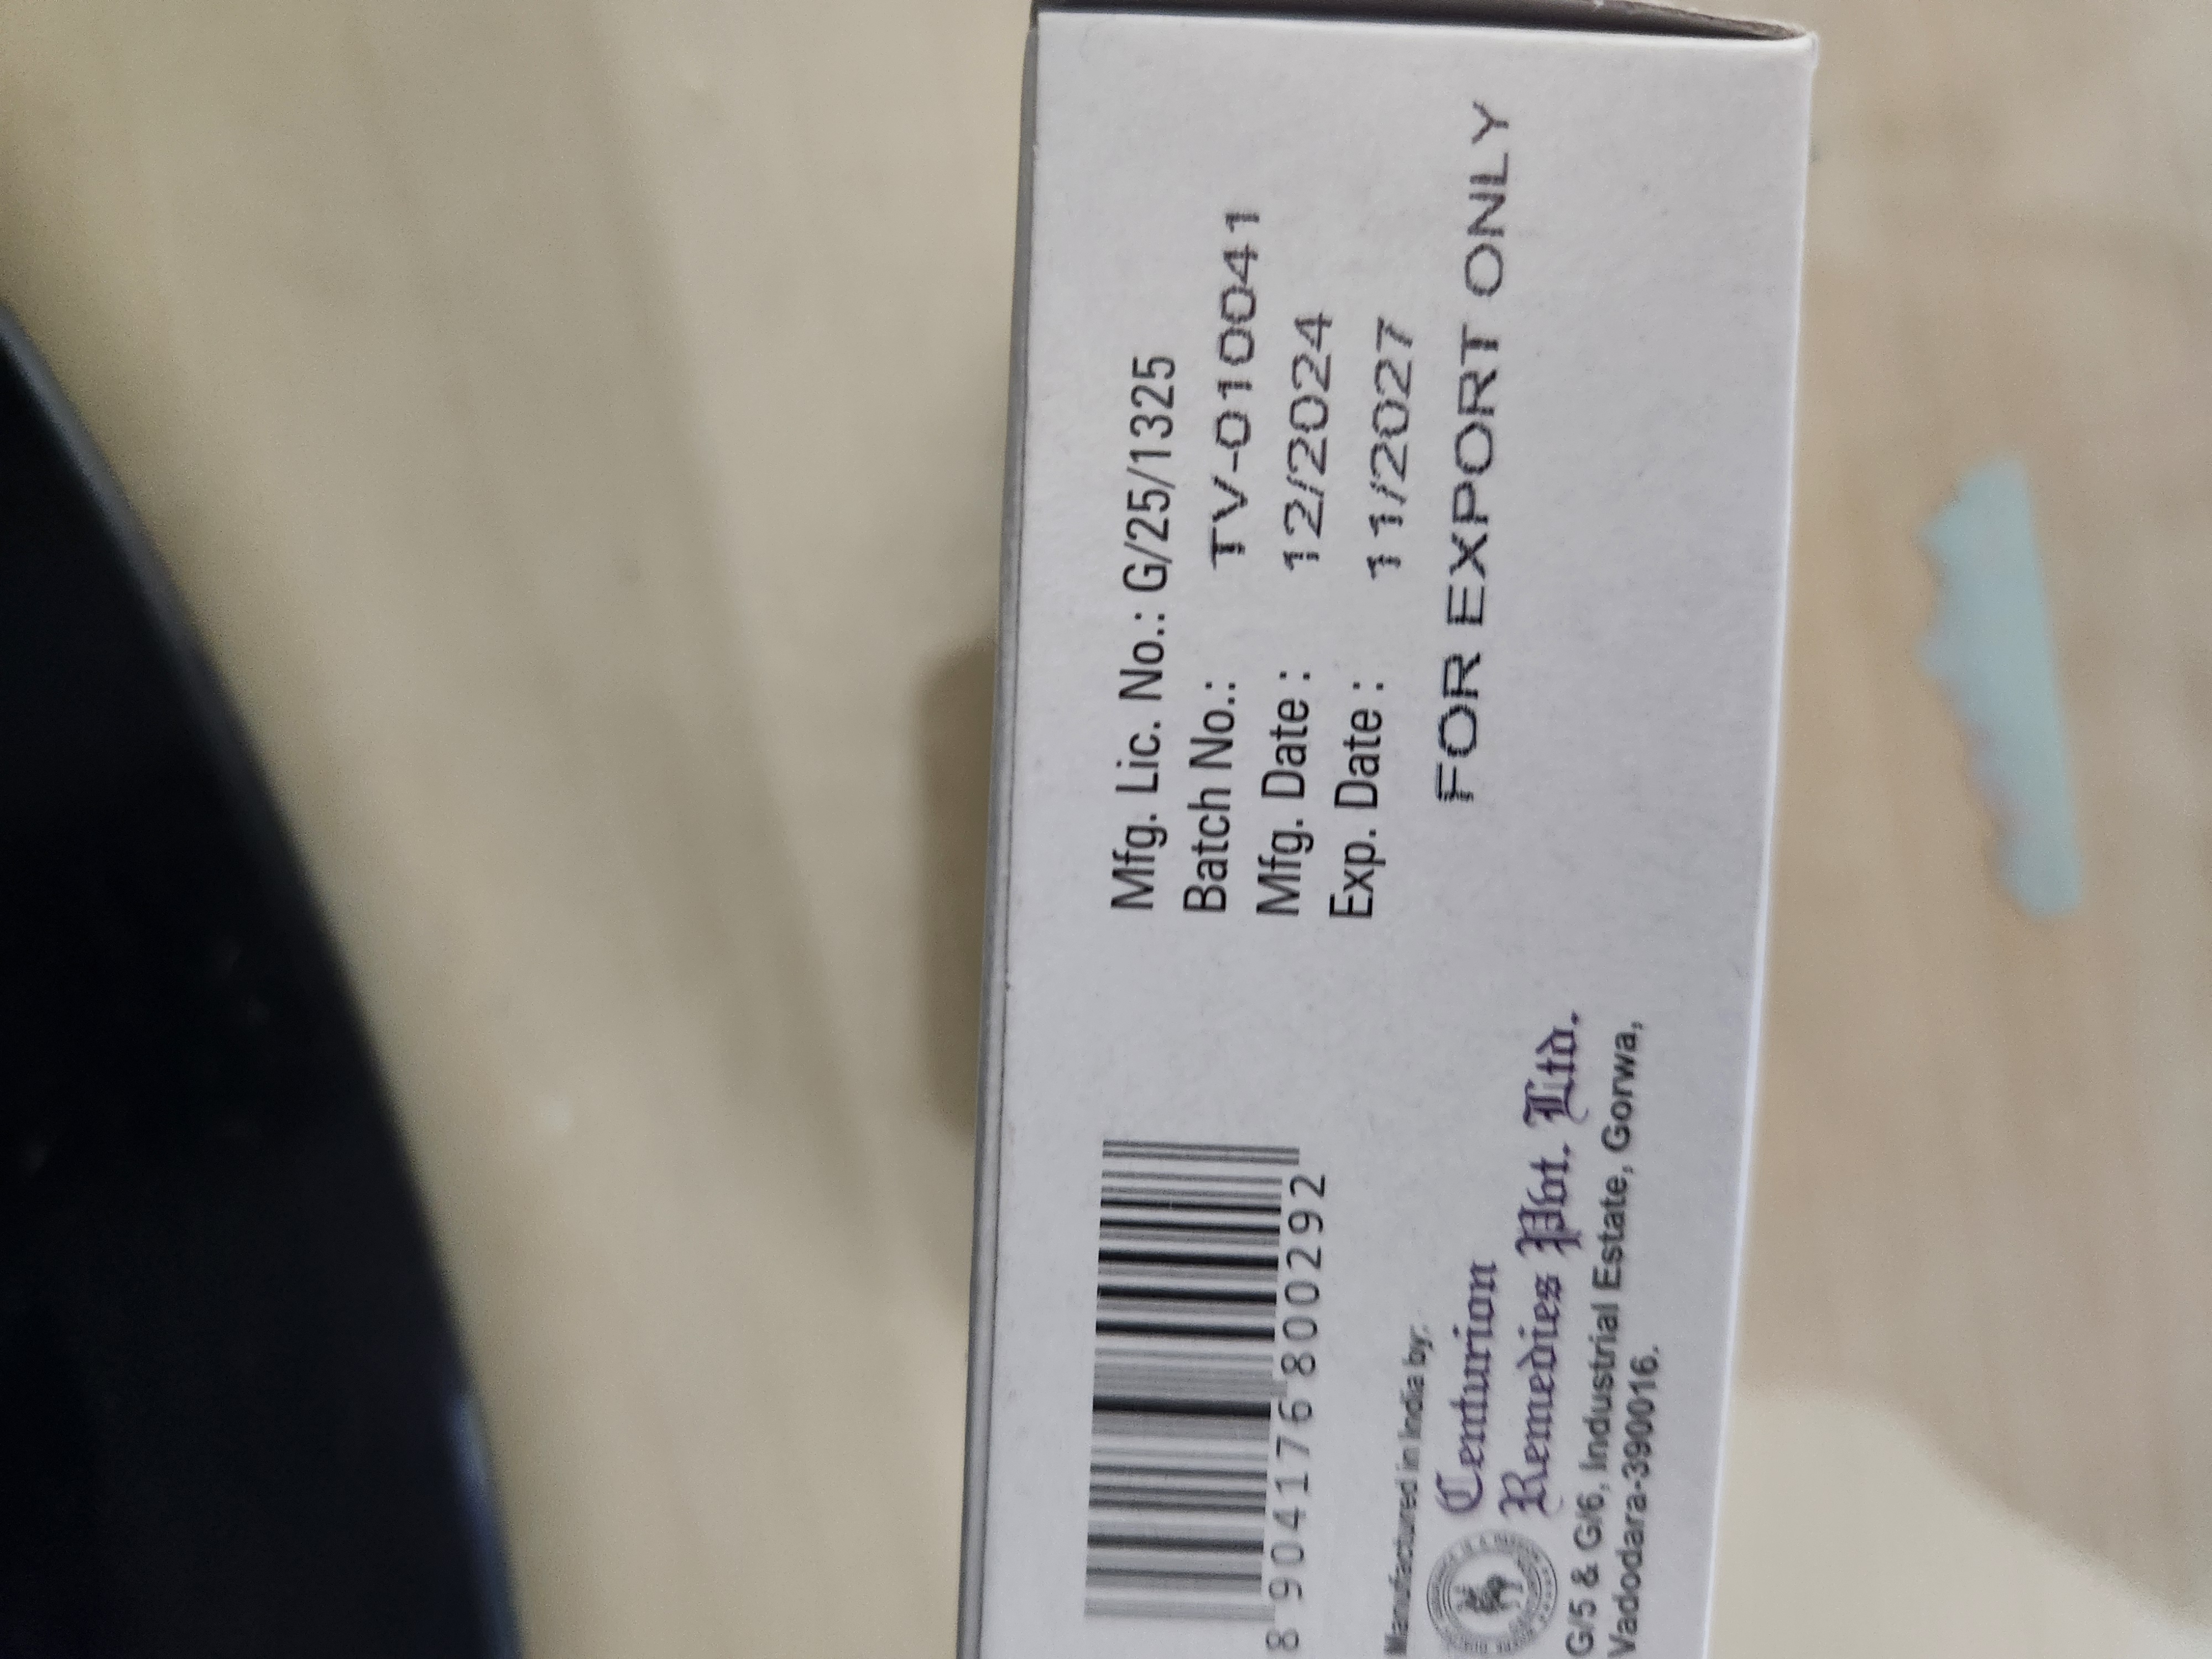 Mfg. Lic. No.: G/25/1325
Batch No.: TV-010041
Mfg. Date : 12/2024
Exp. Date : 11/2027
FOR EXPORT ONLY
8 904176 800292
Manufactured in India by:
Centurion
Remedies Pvt. Ltd.
G/5 & G/6, Industrial Estate, Gorwa,
Vadodara-390016.